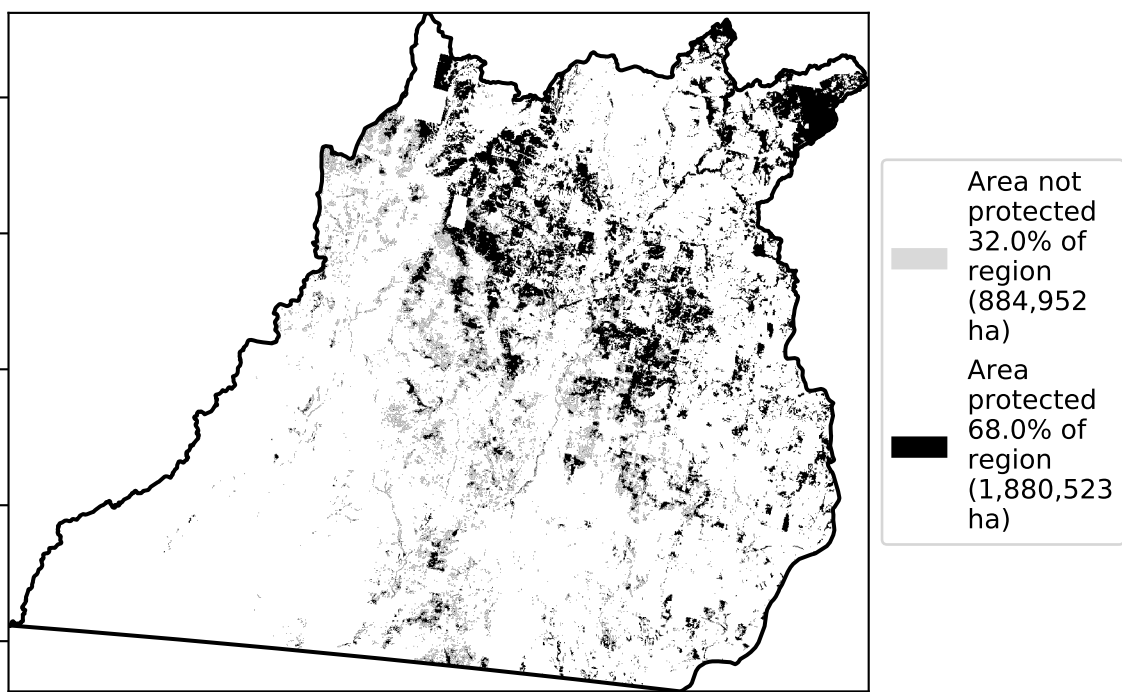 Area not
protected
32.0% of
region
(884,952
ha)
Area
protected
68.0% of
region
(1,880,523
ha)